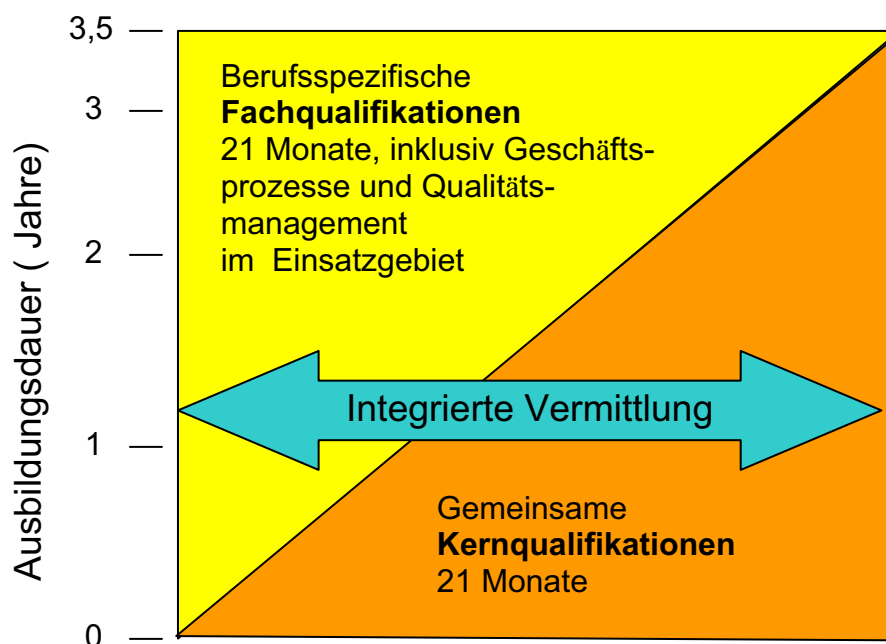 3,5
3
2
1
0
Ausbildungsdauer ( Jahre)
Berufsspezifische
Fachqualifikationen
21 Monate, inklusiv Geschäfts-
prozesse und Qualitäts-
management
im Einsatzgebiet
Integrierte Vermittlung
Gemeinsame
Kernqualifikationen
21 Monate